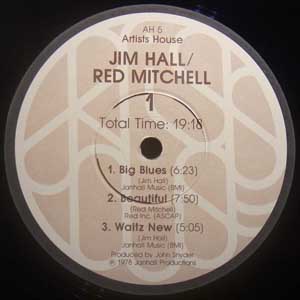 AH 5
Artists House
JIM HALL/
RED MITCHELL
1
Total Time: 19:18
1. Big Blues (6:23)
(Jim Hall)
Janhall Music (BMI)
2. Beautiful (7:50)
(Red Mitchell)
Red Inc. (ASCAP)
3. Waltz New (5:05)
(Jim Hall)
Janhall Music (BMI)
Produced by John Snyder
℗ 1978 Janhall Productions